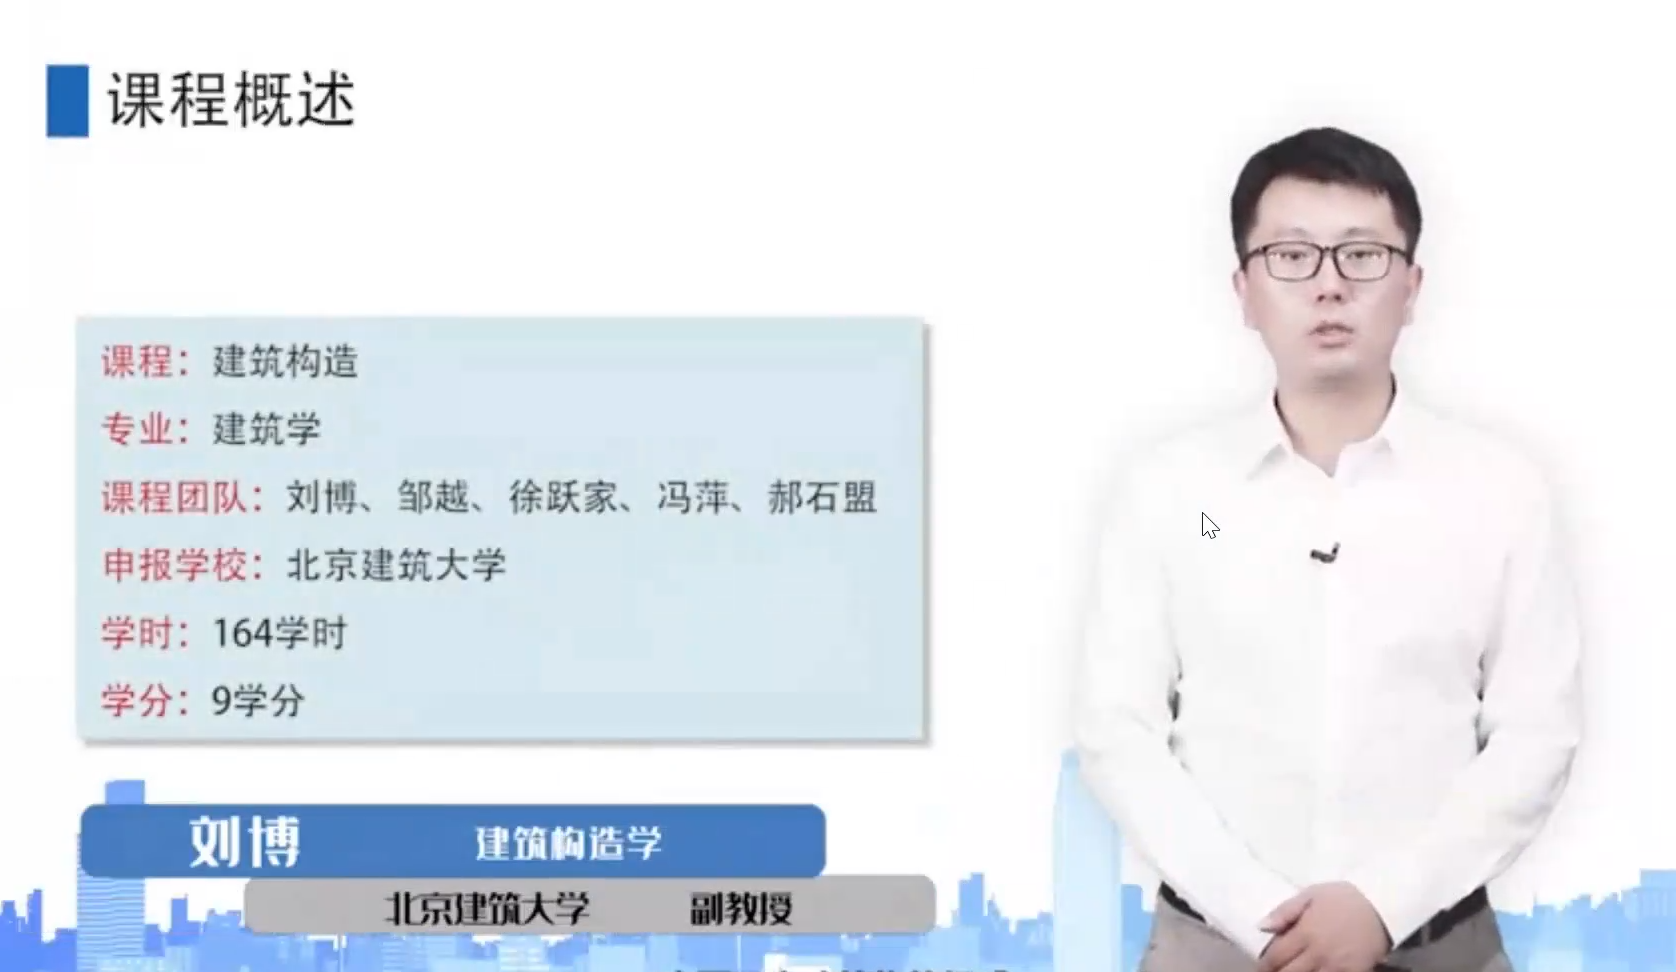 课程概述
课程：建筑构造
专业：建筑学
课程团队：刘博、邹越、徐跃家、冯萍、郝石盟
申报学校：北京建筑大学
学时：164学时
学分：9学分
刘博 建筑构造学
北京建筑大学 副教授